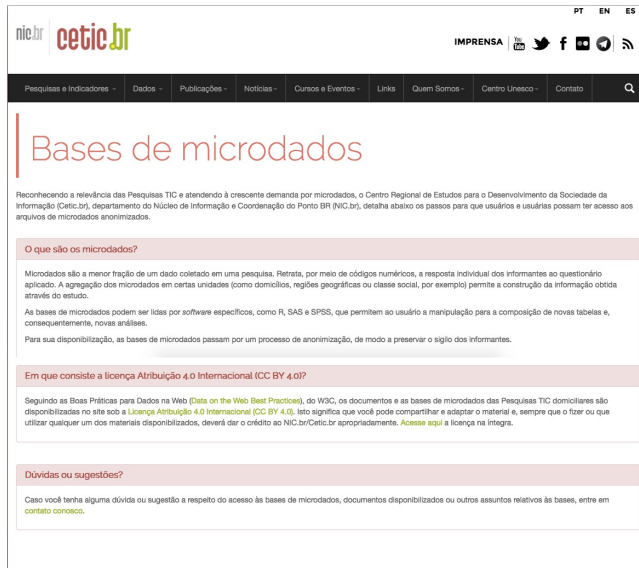 PT EN ES
nic.br cetic.br
IMPRENSA You Tube
Pesquisas e Indicadores Dados Publicações Notícias Cursos e Eventos Links Quem Somos Centro Unesco Contato
Bases de microdados
Reconhecendo a relevância das Pesquisas TIC e atendendo à crescente demanda por microdados, o Centro Regional de Estudos para o Desenvolvimento da Sociedade da
Informação (Cetic.br), departamento do Núcleo de Informação e Coordenação do Ponto BR (NIC.br), detalha abaixo os passos para que usuários e usuárias possam ter acesso aos
arquivos de microdados anonimizados.
O que são os microdados?
Microdados são a menor fração de um dado coletado em uma pesquisa. Retrata, por meio de códigos numéricos, a resposta individual dos informantes ao questionário
aplicado. A agregação dos microdados em certas unidades (como domicílios, regiões geográficas ou classe social, por exemplo) permite a construção da informação obtida
através do estudo.
As bases de microdados podem ser lidas por software específicos, como R, SAS e SPSS, que permitem ao usuário a manipulação para a composição de novas tabelas e,
consequentemente, novas análises.
Para sua disponibilização, as bases de microdados passam por um processo de anonimização, de modo a preservar o sigilo dos informantes.
Em que consiste a licença Atribuição 4.0 Internacional (CC BY 4.0)?
Seguindo as Boas Práticas para Dados na Web (Data on the Web Best Practices), do W3C, os documentos e as bases de microdados das Pesquisas TIC domiciliares são
disponibilizadas no site sob a Licença Atribuição 4.0 Internacional (CC BY 4.0). Isto significa que você pode compartilhar e adaptar o material e, sempre que o fizer ou que
utilizar qualquer um dos materiais disponibilizados, deverá dar o crédito ao NIC.br/Cetic.br apropriadamente. Acesse aqui a licença na íntegra.
Dúvidas ou sugestões?
Caso você tenha alguma dúvida ou sugestão a respeito do acesso às bases de microdados, documentos disponibilizados ou outros assuntos relativos às bases, entre em
contato conosco.